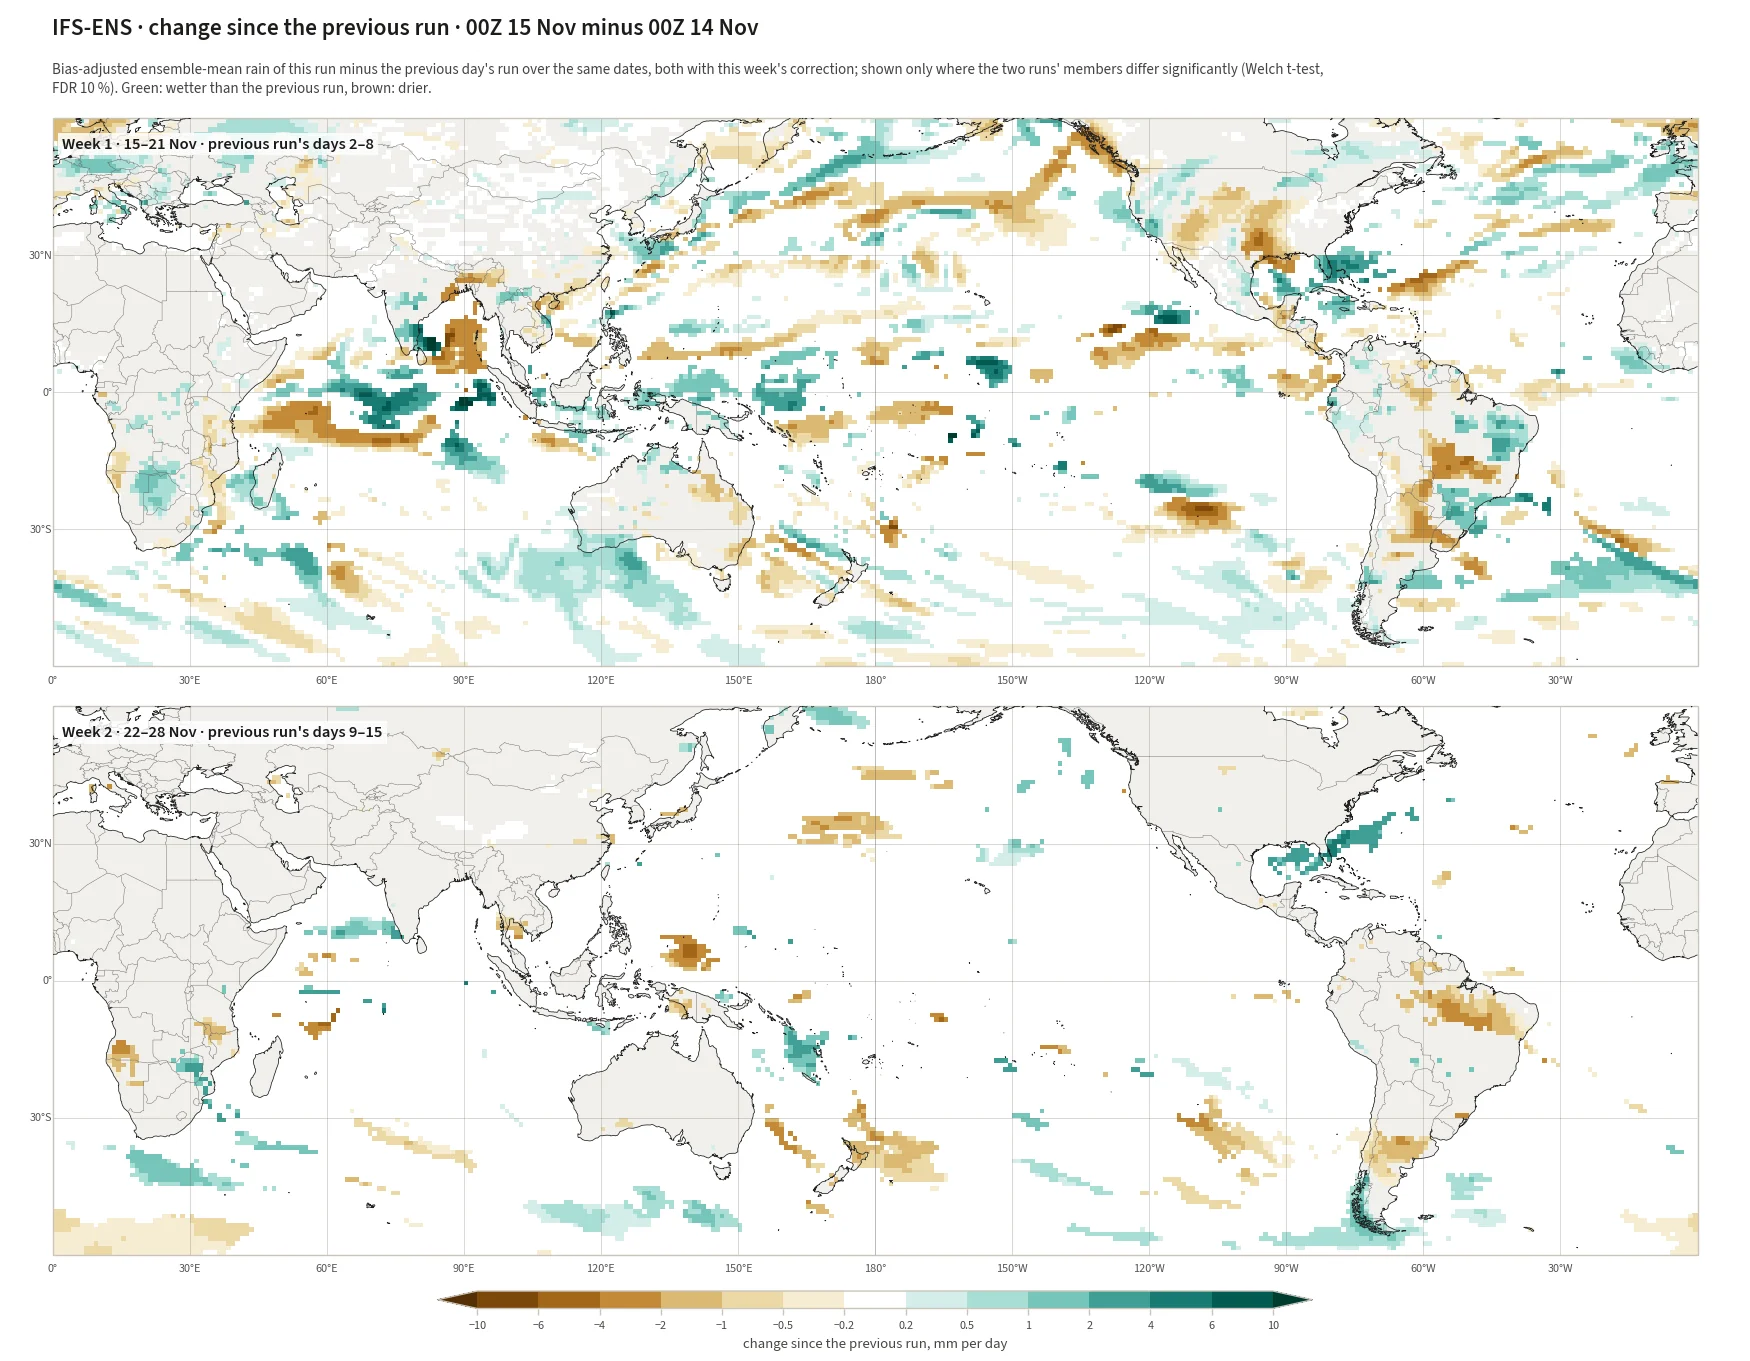 IFS-ENS · change since the previous run · 00Z 15 Nov minus 00Z 14 Nov
Bias-adjusted ensemble-mean rain of this run minus the previous day's run over the same dates, both with this week's correction; shown only where the two runs' members differ significantly (Welch t-test,
FDR 10 %). Green: wetter than the previous run, brown: drier.
Week 1 · 15–21 Nov · previous run's days 2–8
30°N
0°
30°S
0° 30°E 60°E 90°E 120°E 150°E 180° 150°W 120°W 90°W 60°W 30°W
Week 2 · 22–28 Nov · previous run's days 9–15
30°N
0°
30°S
0° 30°E 60°E 90°E 120°E 150°E 180° 150°W 120°W 90°W 60°W 30°W
−10 −6 −4 −2 −1 −0.5 −0.2 0.2 0.5 1 2 4 6 10
change since the previous run, mm per day